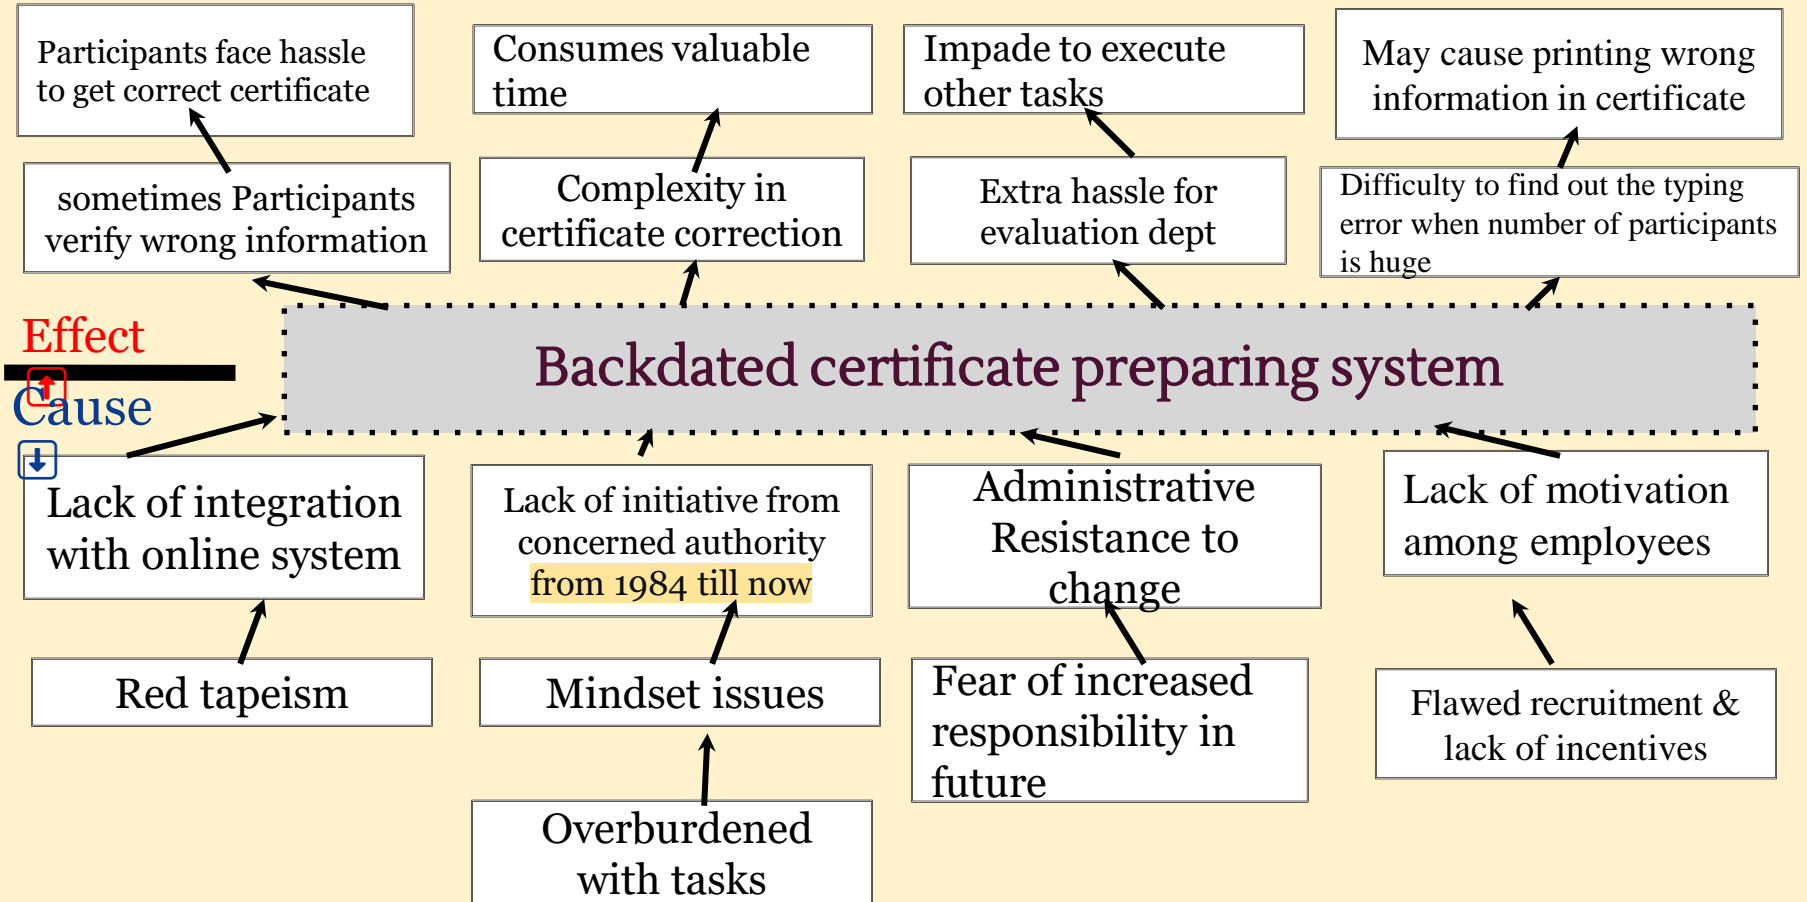 Participants face hassle
to get correct certificate
Consumes valuable
time
Impade to execute
other tasks
May cause printing wrong
information in certificate
sometimes Participants
verify wrong information
Complexity in
certificate correction
Extra hassle for
evaluation dept
Difficulty to find out the typing
error when number of participants
is huge
Effect
Backdated certificate preparing system
Cause
Lack of integration
with online system
Lack of initiative from
concerned authority
from 1984 till now
Administrative
Resistance to
change
Lack of motivation
among employees
Red tapeism
Mindset issues
Fear of increased
responsibility in
future
Flawed recruitment &
lack of incentives
Overburdened
with tasks